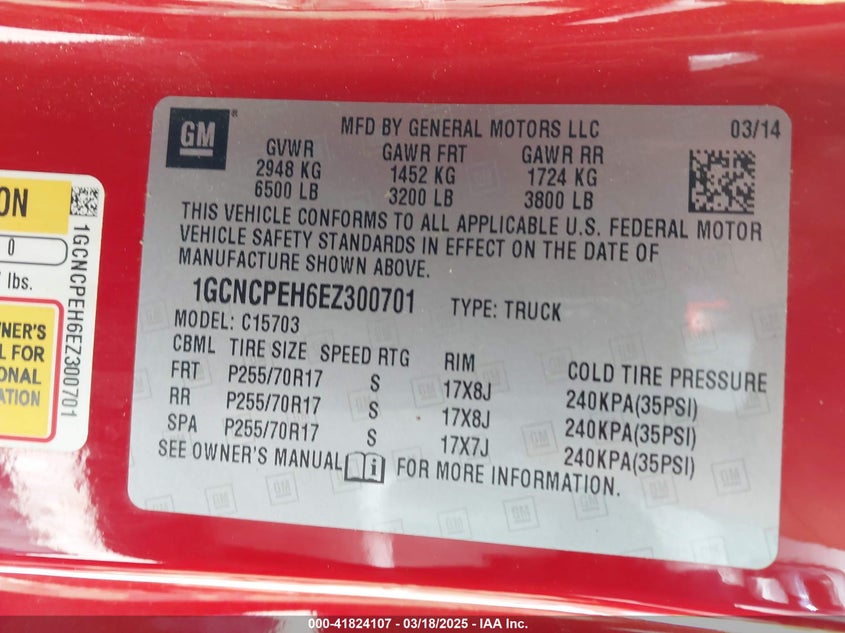 GM
MFD BY GENERAL MOTORS LLC 03/14
GVWR GAWR FRT GAWR RR
2948 KG 1452 KG 1724 KG
6500 LB 3200 LB 3800 LB
THIS VEHICLE CONFORMS TO ALL APPLICABLE U.S. FEDERAL MOTOR
VEHICLE SAFETY STANDARDS IN EFFECT ON THE DATE OF
MANUFACTURE SHOWN ABOVE.
1GCNCPEH6EZ300701 TYPE: TRUCK
MODEL: C15703
CBML TIRE SIZE SPEED RTG RIM COLD TIRE PRESSURE
FRT P255/70R17 S 17X8J 240KPA(35PSI)
RR P255/70R17 S 17X8J 240KPA(35PSI)
SPA P255/70R17 S 17X7J 240KPA(35PSI)
SEE OWNER'S MANUAL FOR MORE INFORMATION.
ON
0
lbs.
WNER'S
L FOR
ONAL
ATION
1GCNCPEH6EZ300701
000-41824107 - 03/18/2025 - IAA Inc.